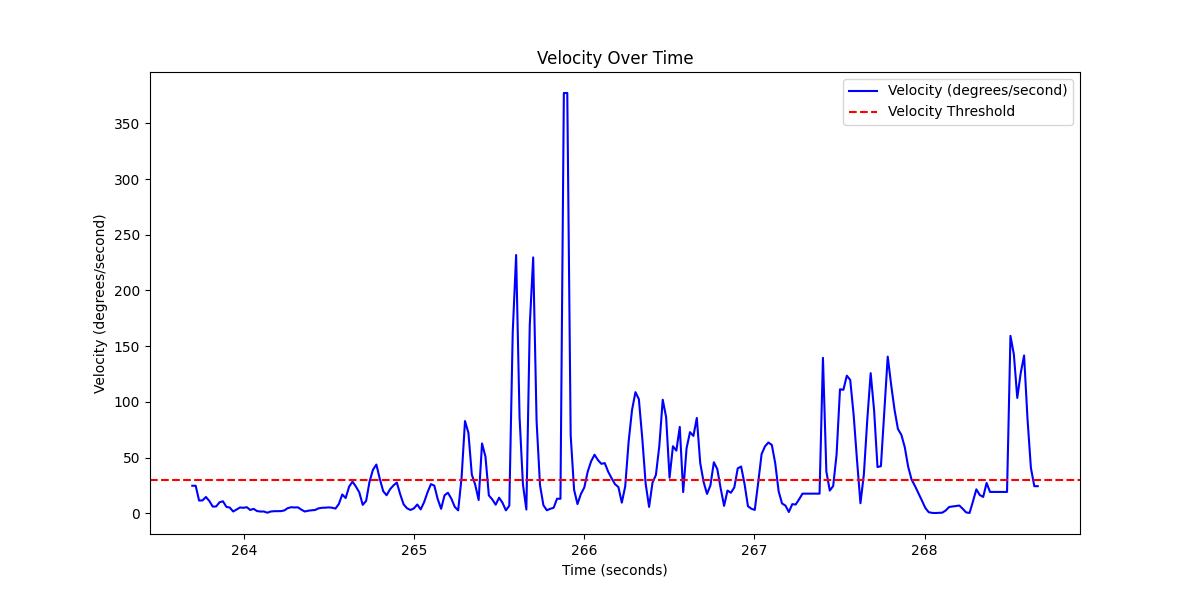 Velocity Over Time
Velocity (degrees/second)
Velocity Threshold
350
300
250
200
150
100
50
0
Velocity (degrees/second)
264 265 266 267 268
Time (seconds)